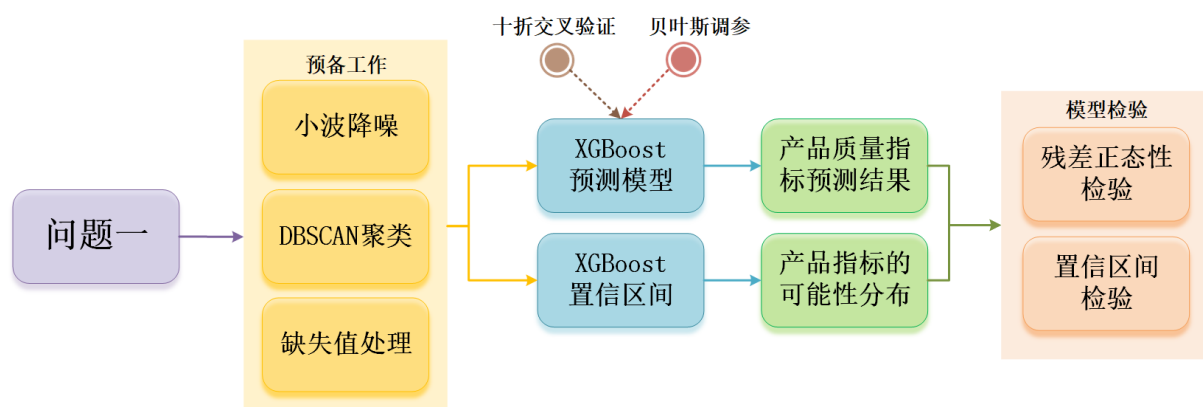 十折交叉验证
贝叶斯调参
预备工作
小波降噪
DBSCAN聚类
缺失值处理
问题一
XGBoost
预测模型
XGBoost
置信区间
产品质量指
标预测结果
产品指标的
可能性分布
模型检验
残差正态性
检验
置信区间
检验